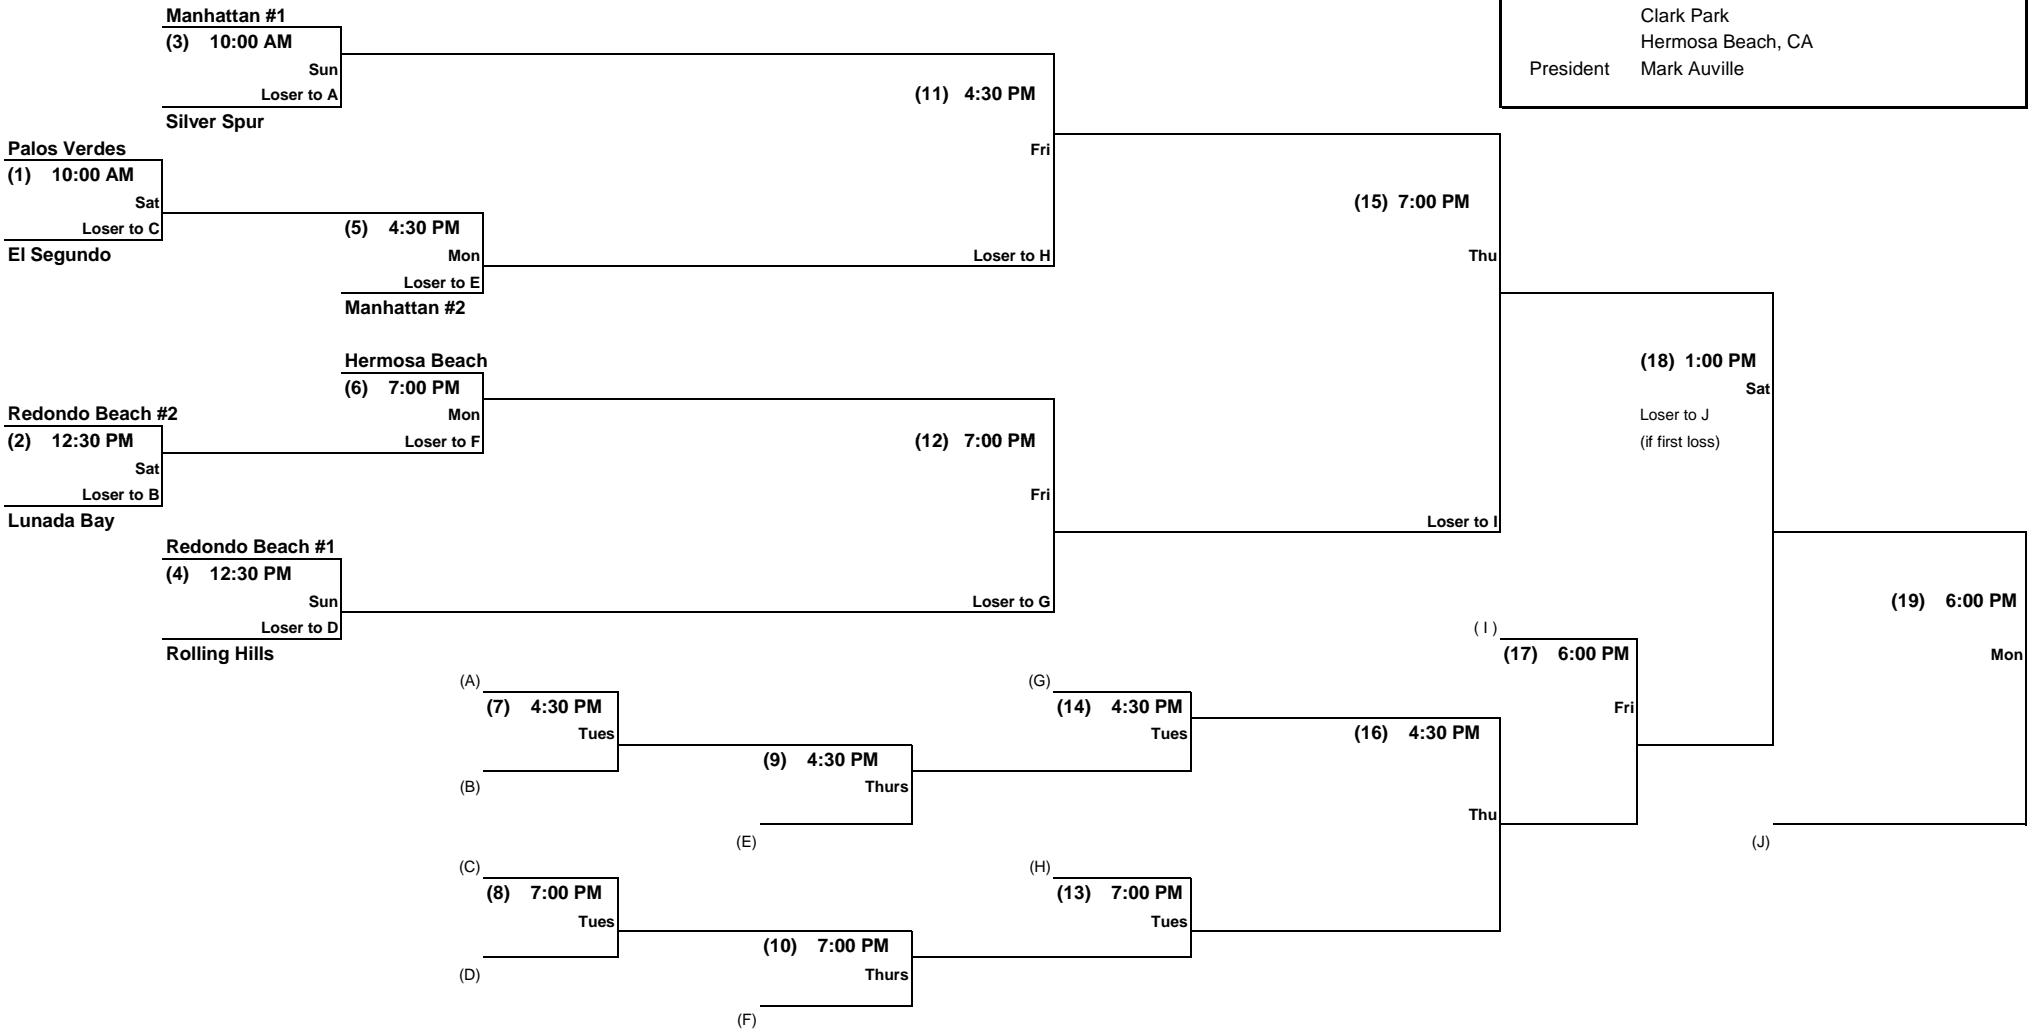 Manhattan #1
(3) 10:00 AM
Sun
Loser to A
Silver Spur
Clark Park
Hermosa Beach, CA
President Mark Auville
Palos Verdes
(1) 10:00 AM
Sat
Loser to C
El Segundo
(5) 4:30 PM
Mon
Loser to E
Manhattan #2
(11) 4:30 PM
Fri
Loser to H
(15) 7:00 PM
Thu
Loser to I
Hermosa Beach
(6) 7:00 PM
Mon
Loser to F
Redondo Beach #2
(2) 12:30 PM
Sat
Loser to B
Lunada Bay
Redondo Beach #1
(4) 12:30 PM
Sun
Loser to D
Rolling Hills
(12) 7:00 PM
Fri
Loser to G
(18) 1:00 PM
Sat
Loser to J
(if first loss)
(19) 6:00 PM
Mon
(J)
(I)
(17) 6:00 PM
Fri
(A)
(7) 4:30 PM
Tues
(B)
(9) 4:30 PM
Thurs
(E)
(G)
(14) 4:30 PM
Tues
(16) 4:30 PM
Thu
(C)
(8) 7:00 PM
Tues
(D)
(10) 7:00 PM
Thurs
(F)
(H)
(13) 7:00 PM
Tues